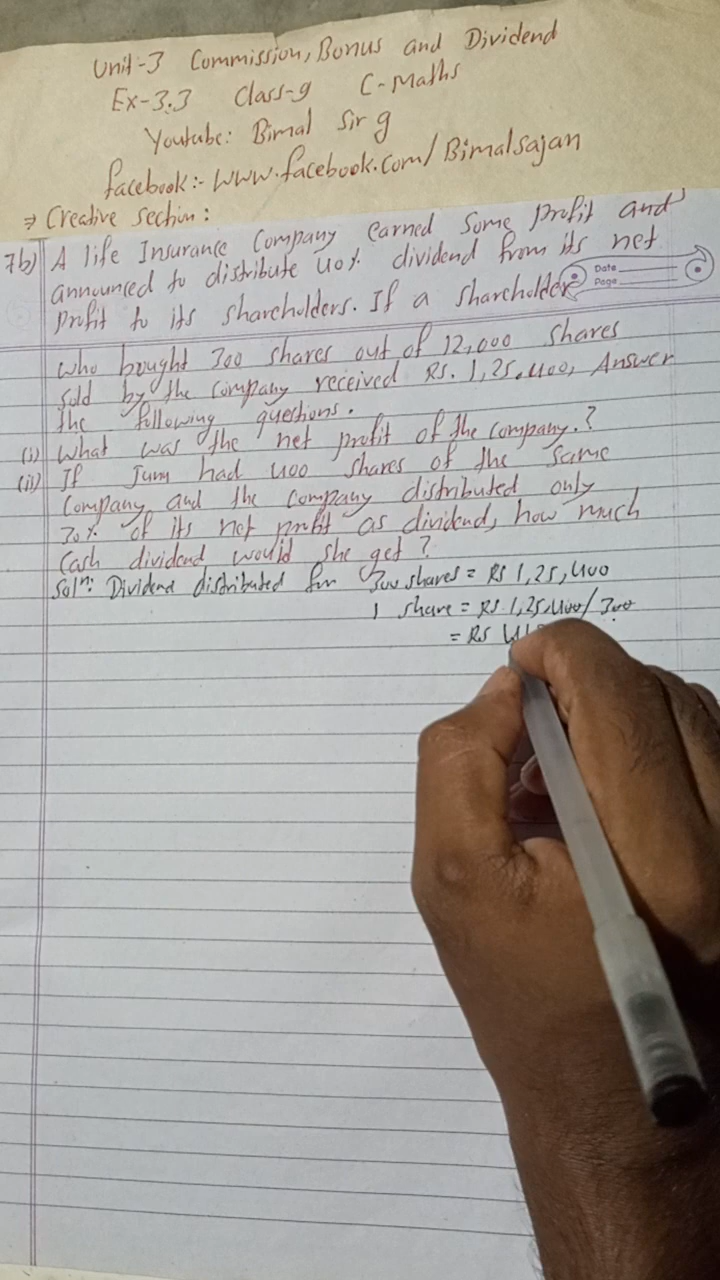 Unit-3 Commission, Bonus and Dividend
Ex-3.3 Class-9 C-Maths
Youtube: Bimal Sir g
facebook:- www.facebook.com/Bimalsajan
⇒ Creative section:
7b) A life Insurance Company earned some profit and
announced to distribute 40% dividend from its net
Date
Page
profit to its shareholders. If a shareholder
who bought 300 shares out of 12,000 shares
sold by the company received Rs. 1,25,400, Answer
the following questions.
(i) What was the net profit of the company.?
(ii) If Junu had 400 shares of the same
Company and the company distributed only
30% of its net profit as dividend, how much
Cash dividend would she get?
Solⁿ: Dividend distributed for 300 shares = Rs 1,25,400
1 share = Rs 1,25,400/300
= Rs